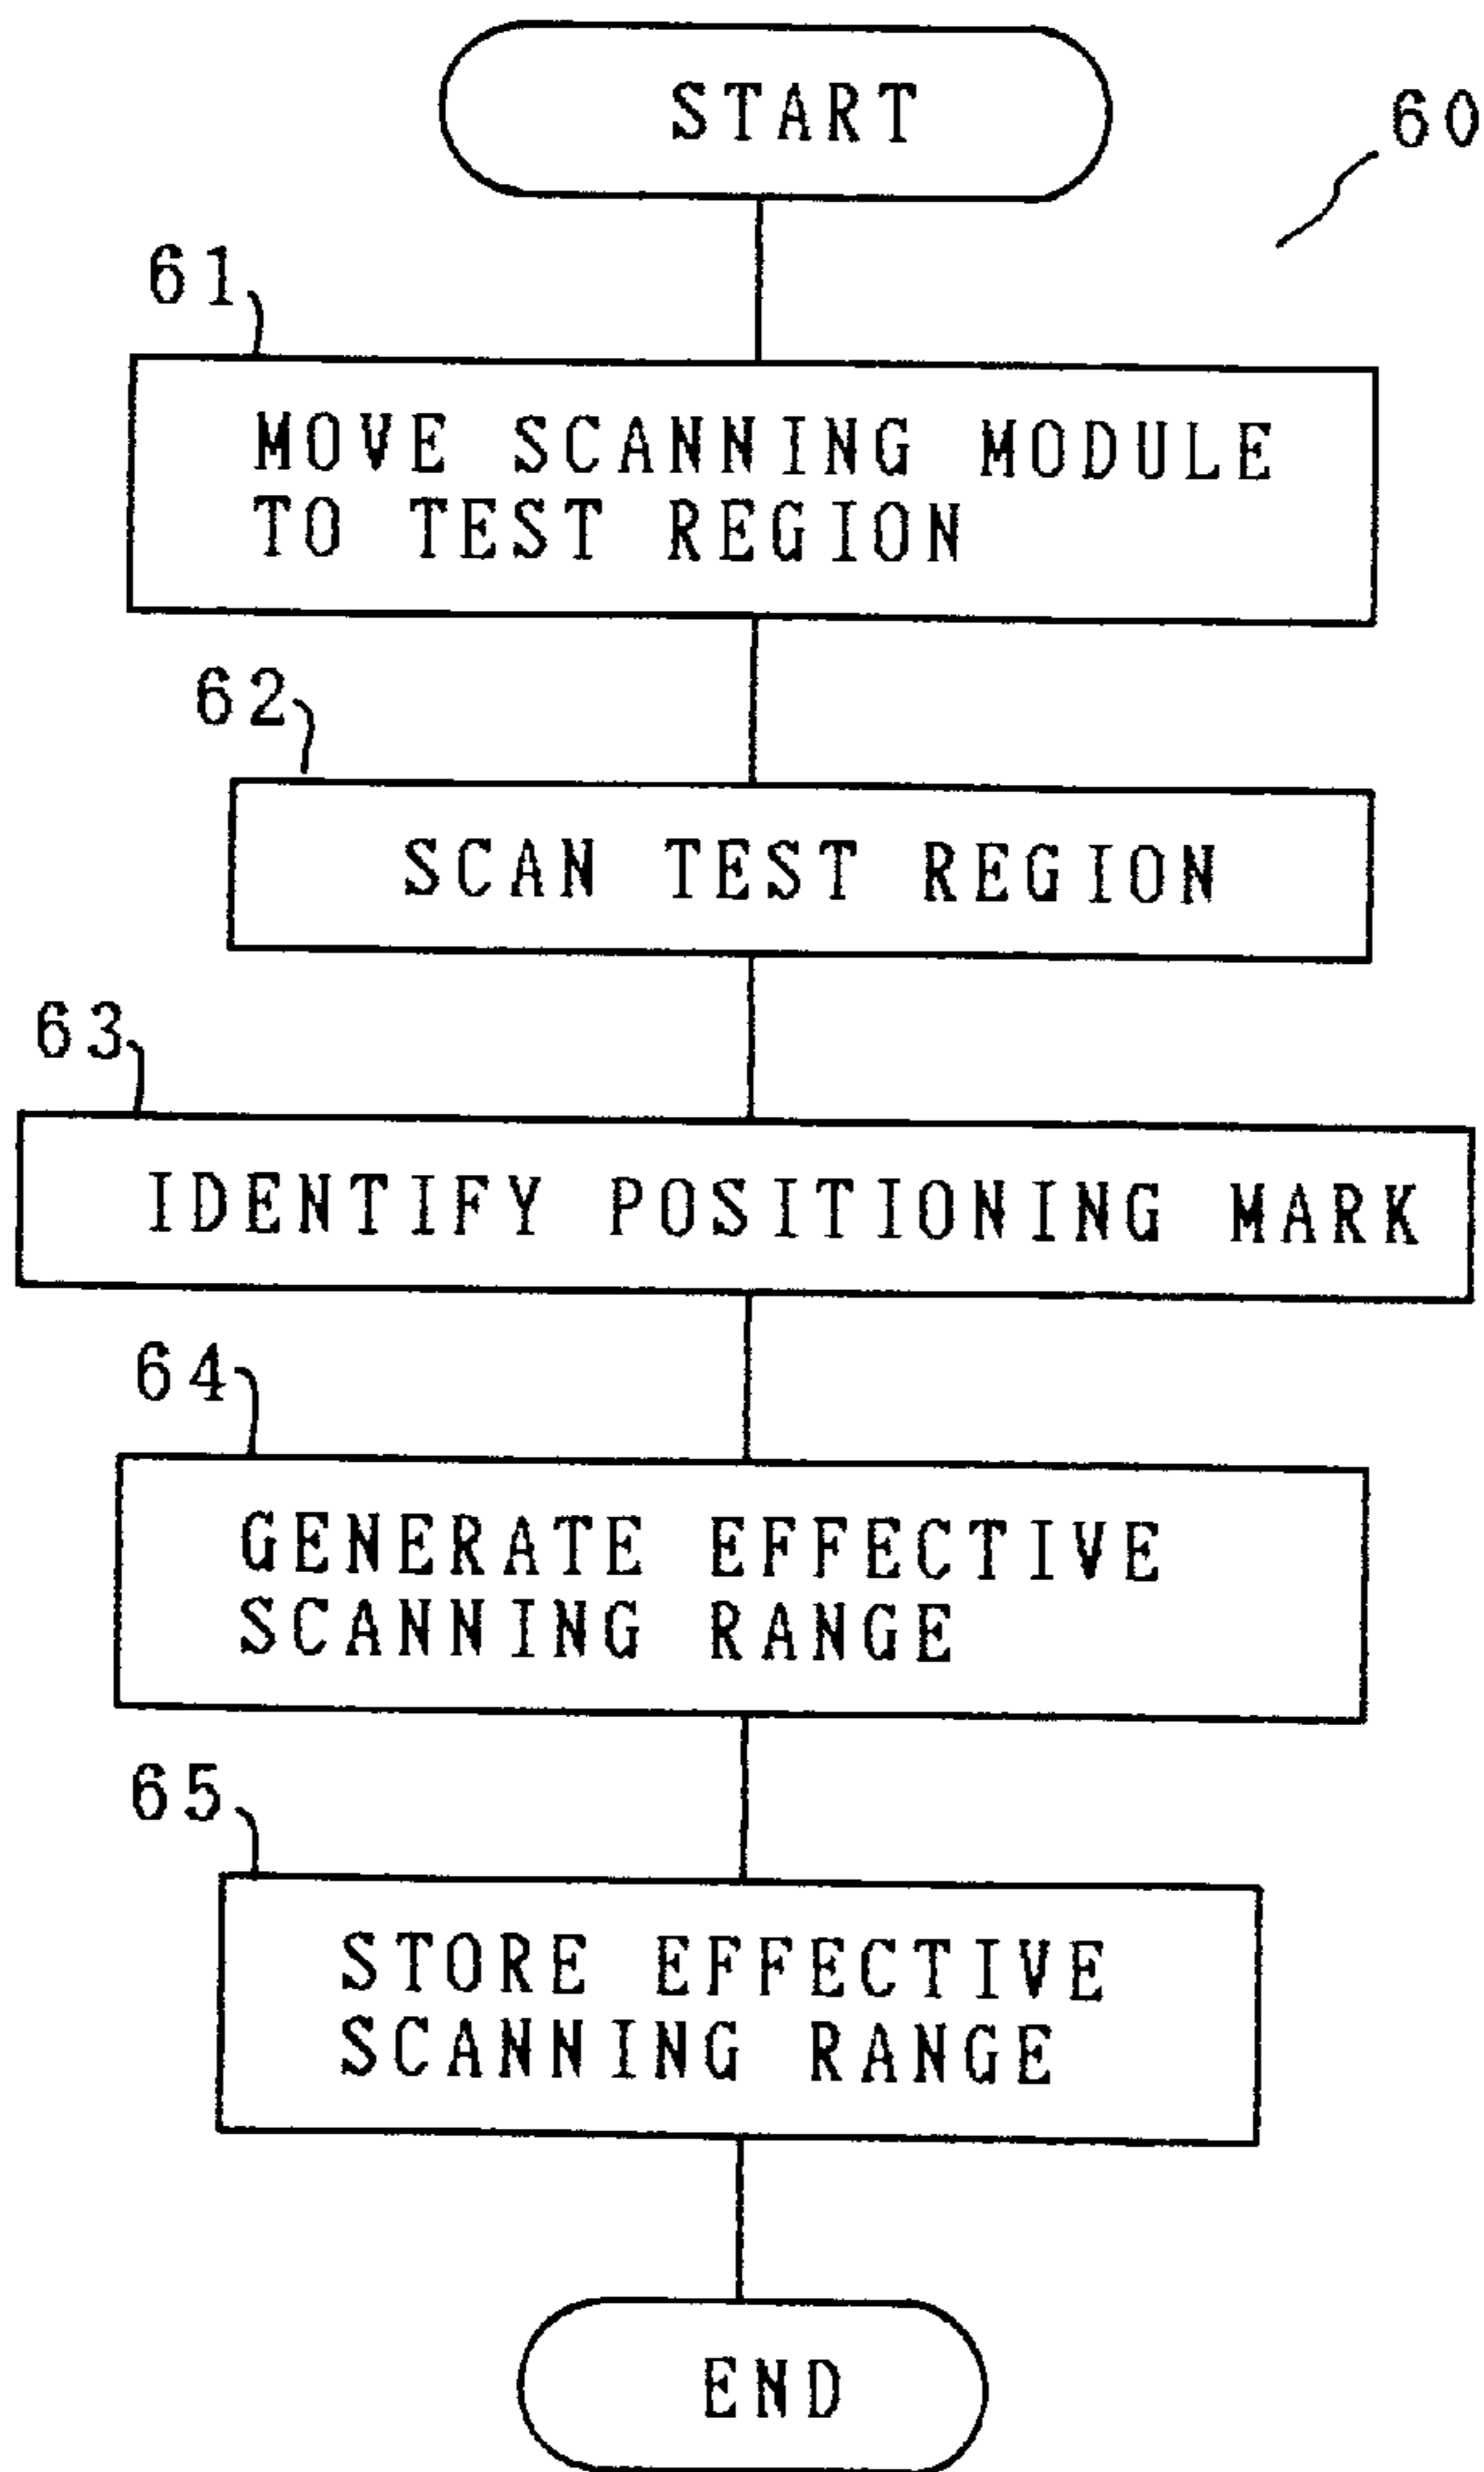 START
60
61
MOVE SCANNING MODULE
TO TEST REGION
62
SCAN TEST REGION
63
IDENTIFY POSITIONING MARK
64
GENERATE EFFECTIVE
SCANNING RANGE
65
STORE EFFECTIVE
SCANNING RANGE
END